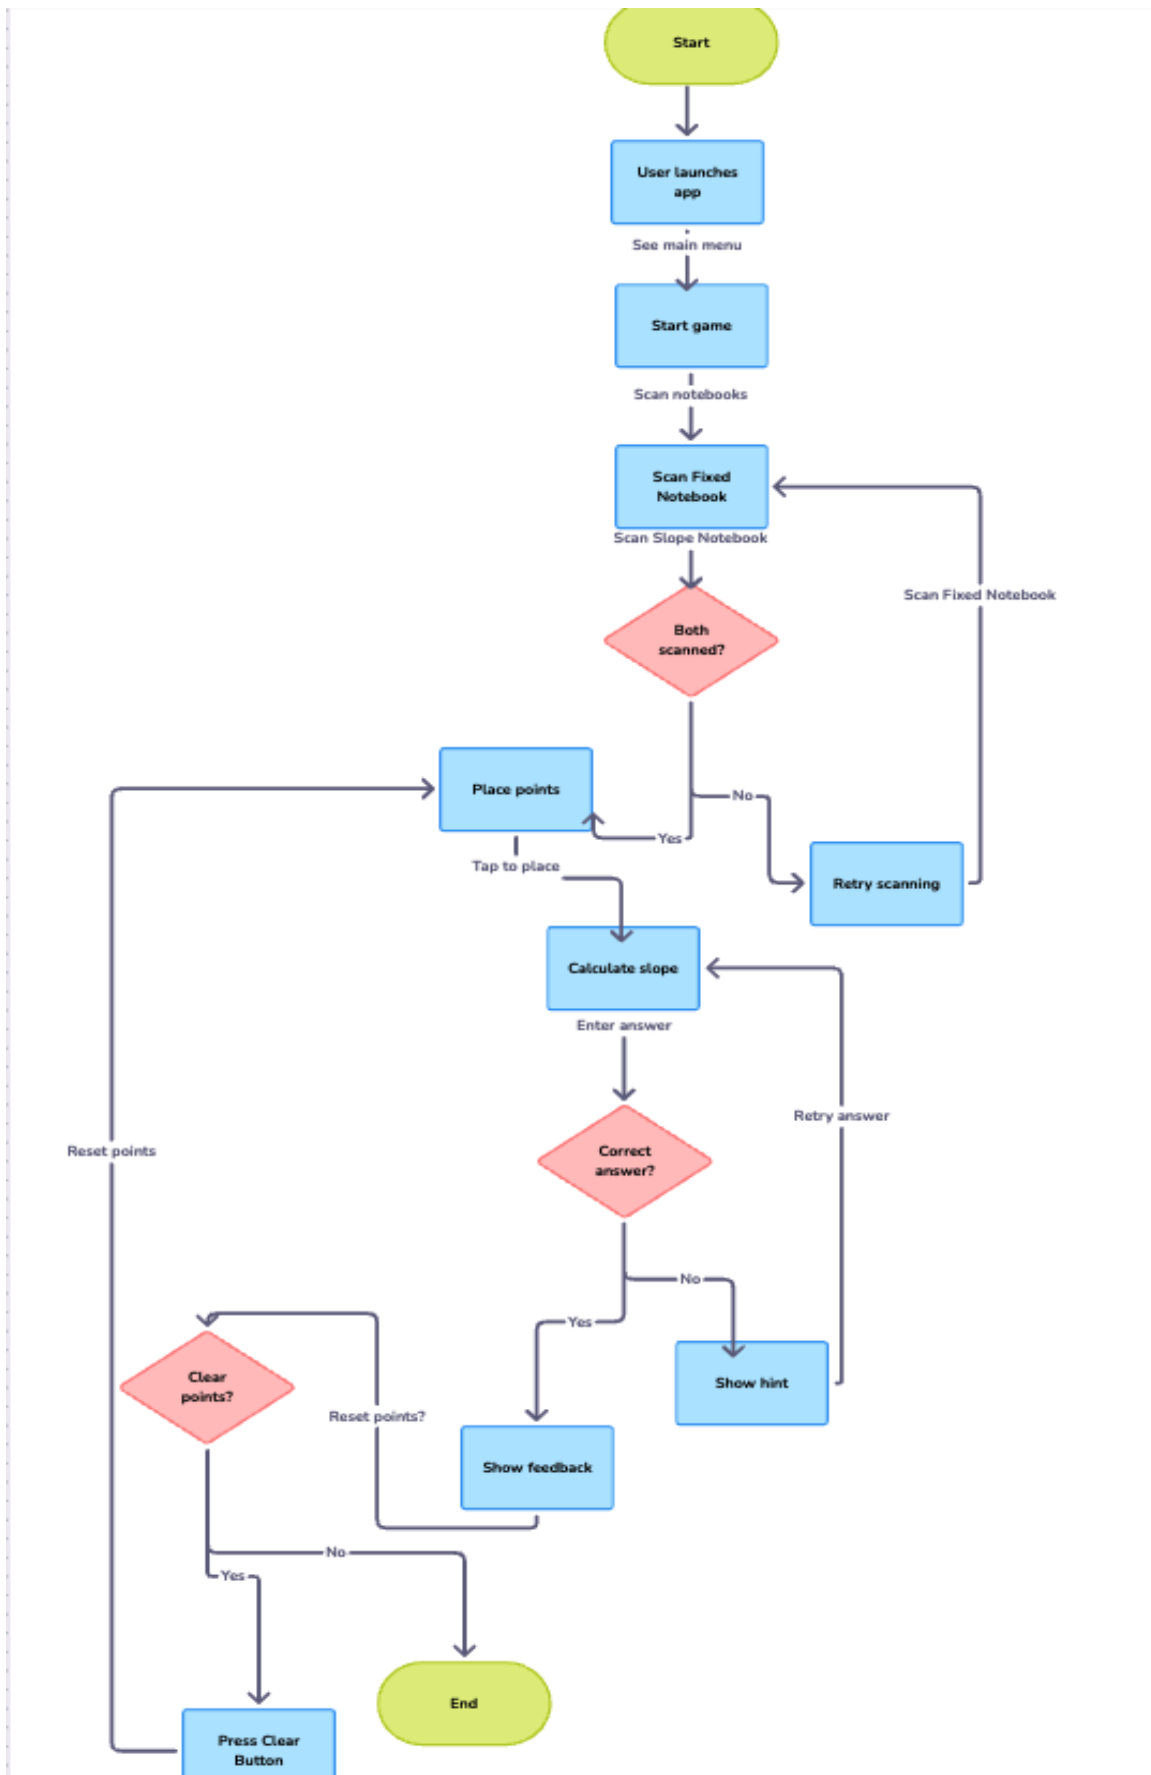 Start
User launches
app
See main menu
Start game
Scan notebooks
Scan Fixed
Notebook
Scan Slope Notebook
Scan Fixed Notebook
Both
scanned?
Place points
No
Yes
Tap to place
Retry scanning
Calculate slope
Enter answer
Retry answer
Reset points
Correct
answer?
No
Yes
Clear
points?
Show hint
Reset points?
Show feedback
No
Yes
End
Press Clear
Button